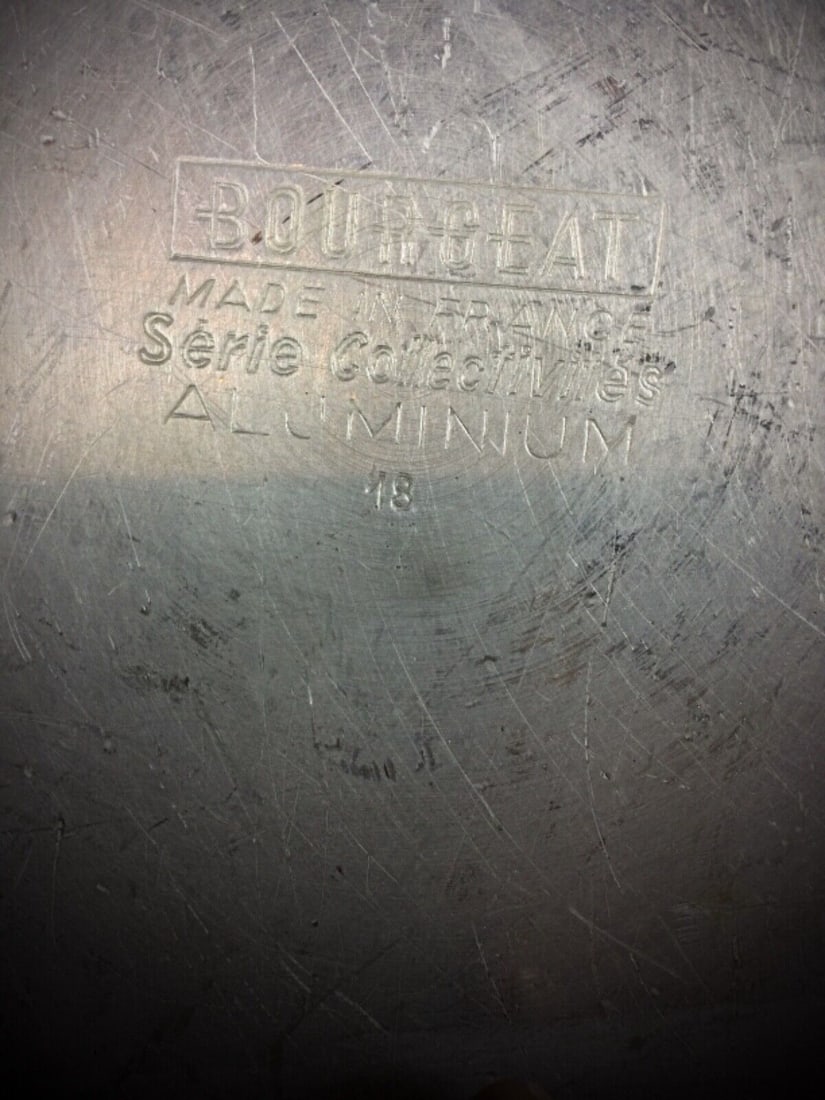 BOURGEAT
MADE IN FRANCE
Série Collectivités
ALUMINIUM
18